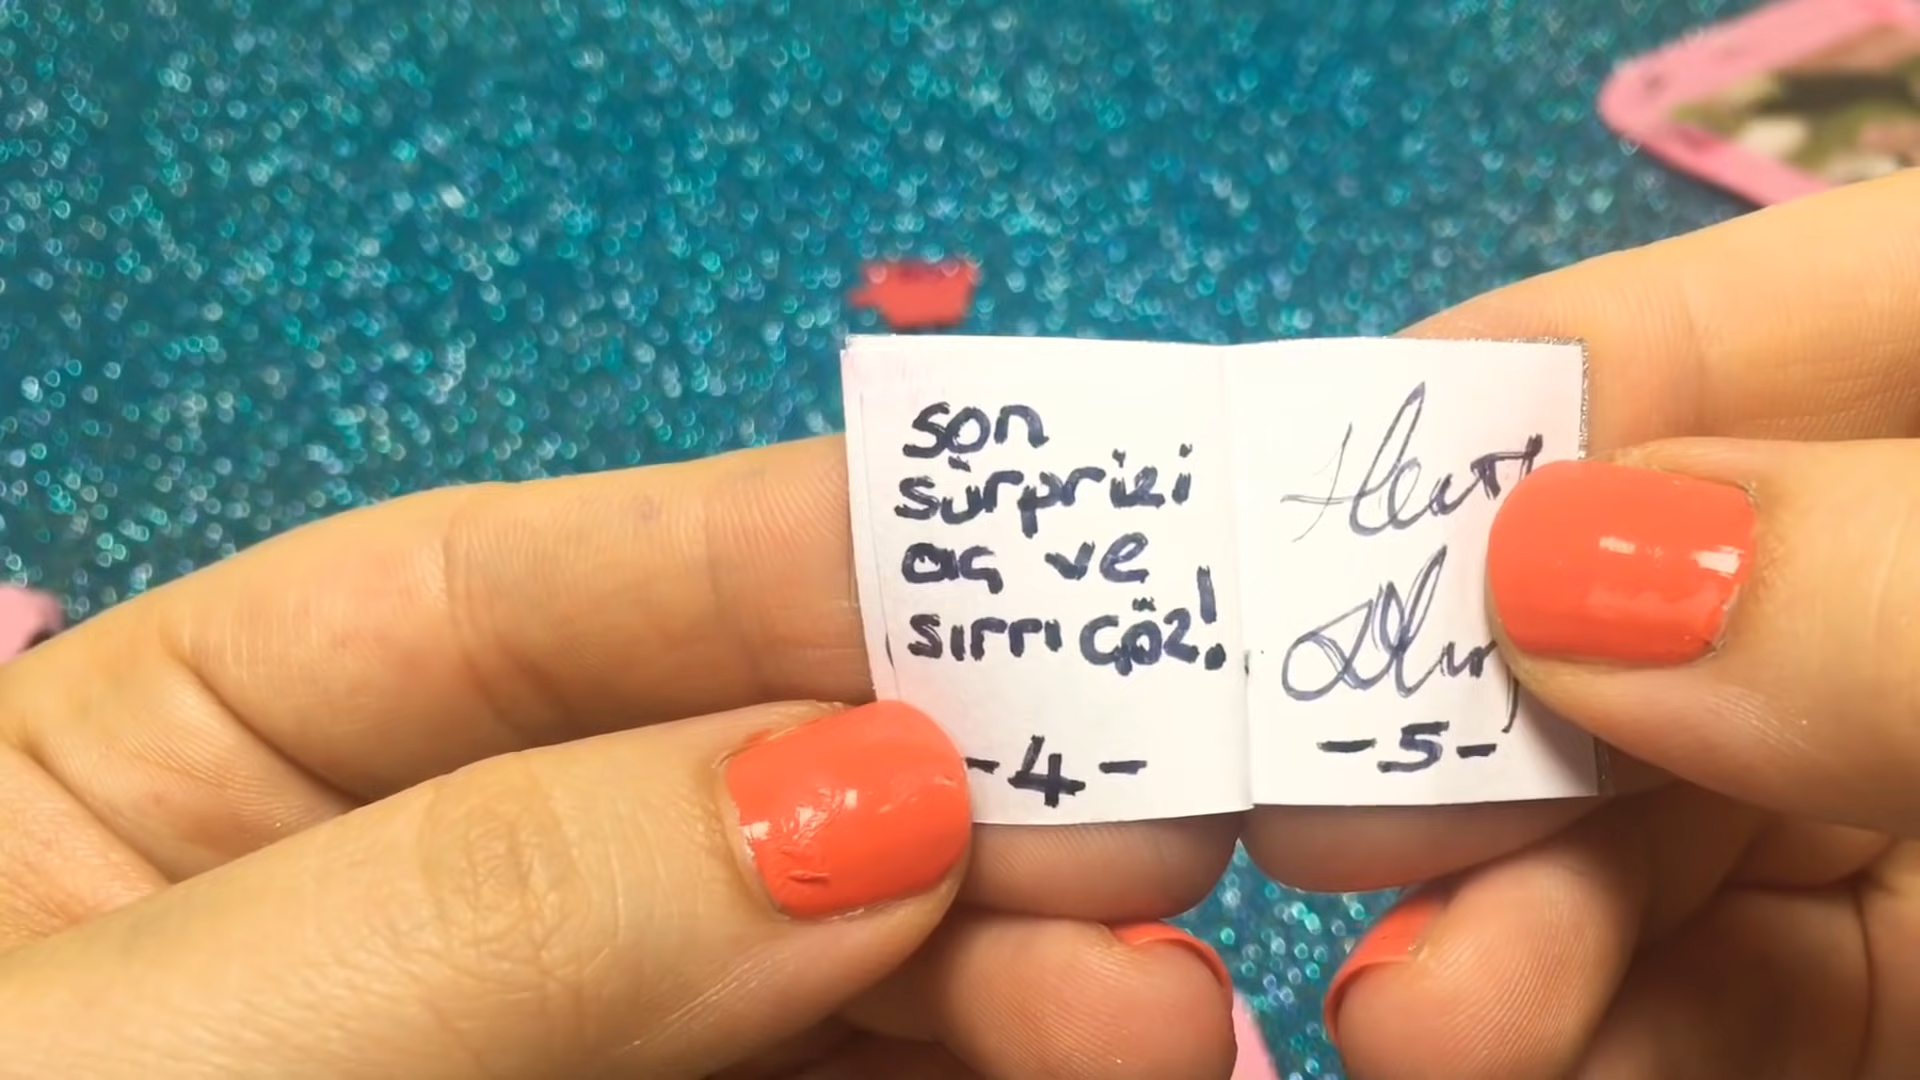 son
sürprizi
aç ve
sırrı çöz!
-4-
-5-